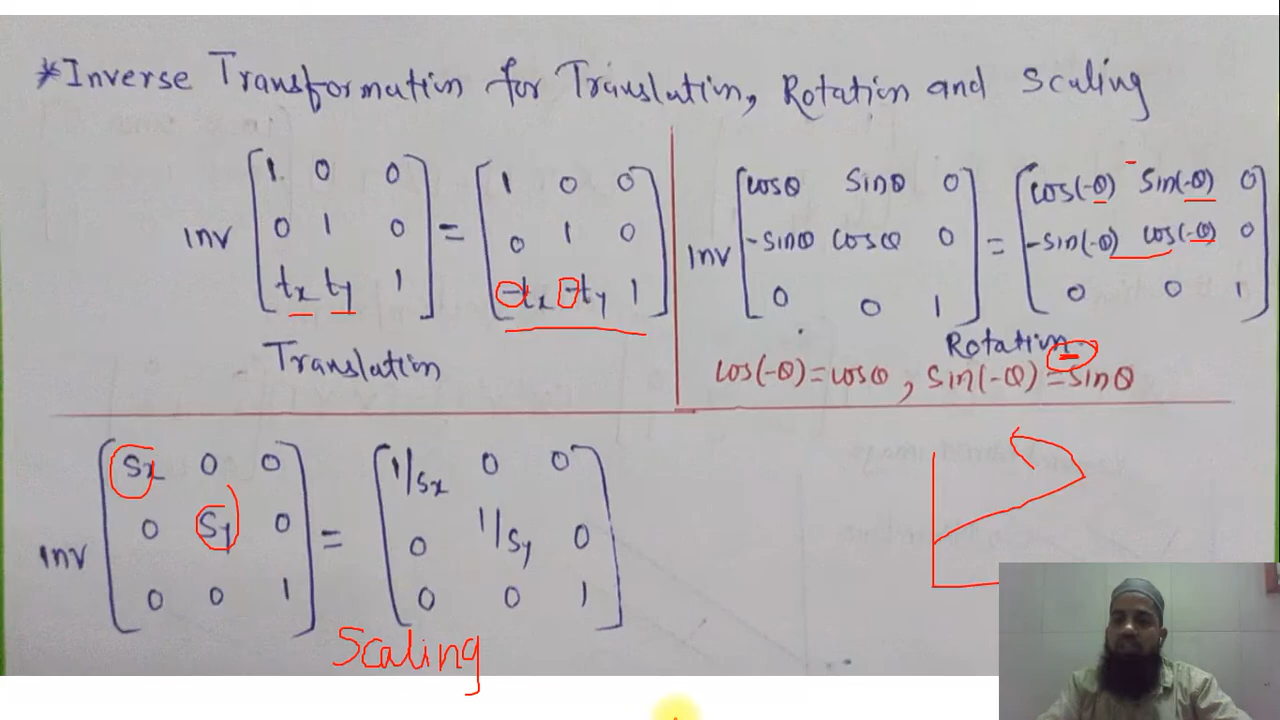 *Inverse Transformation for Translation, Rotation and Scaling
Inv [1 0 0 = [1 0 0
0 1 0 0 1 0
tx ty 1] -tx -ty 1]
Translation
Inv [cosθ sinθ 0 = [cos(-θ) sin(-θ) 0
-sinθ cosθ 0 -sin(-θ) cos(-θ) 0
0 0 1] 0 0 1]
Rotation
cos(-θ)=cosθ, sin(-θ)=-sinθ
Inv [Sx 0 0 = [1/Sx 0 0
0 Sy 0 0 1/Sy 0
0 0 1] 0 0 1]
Scaling